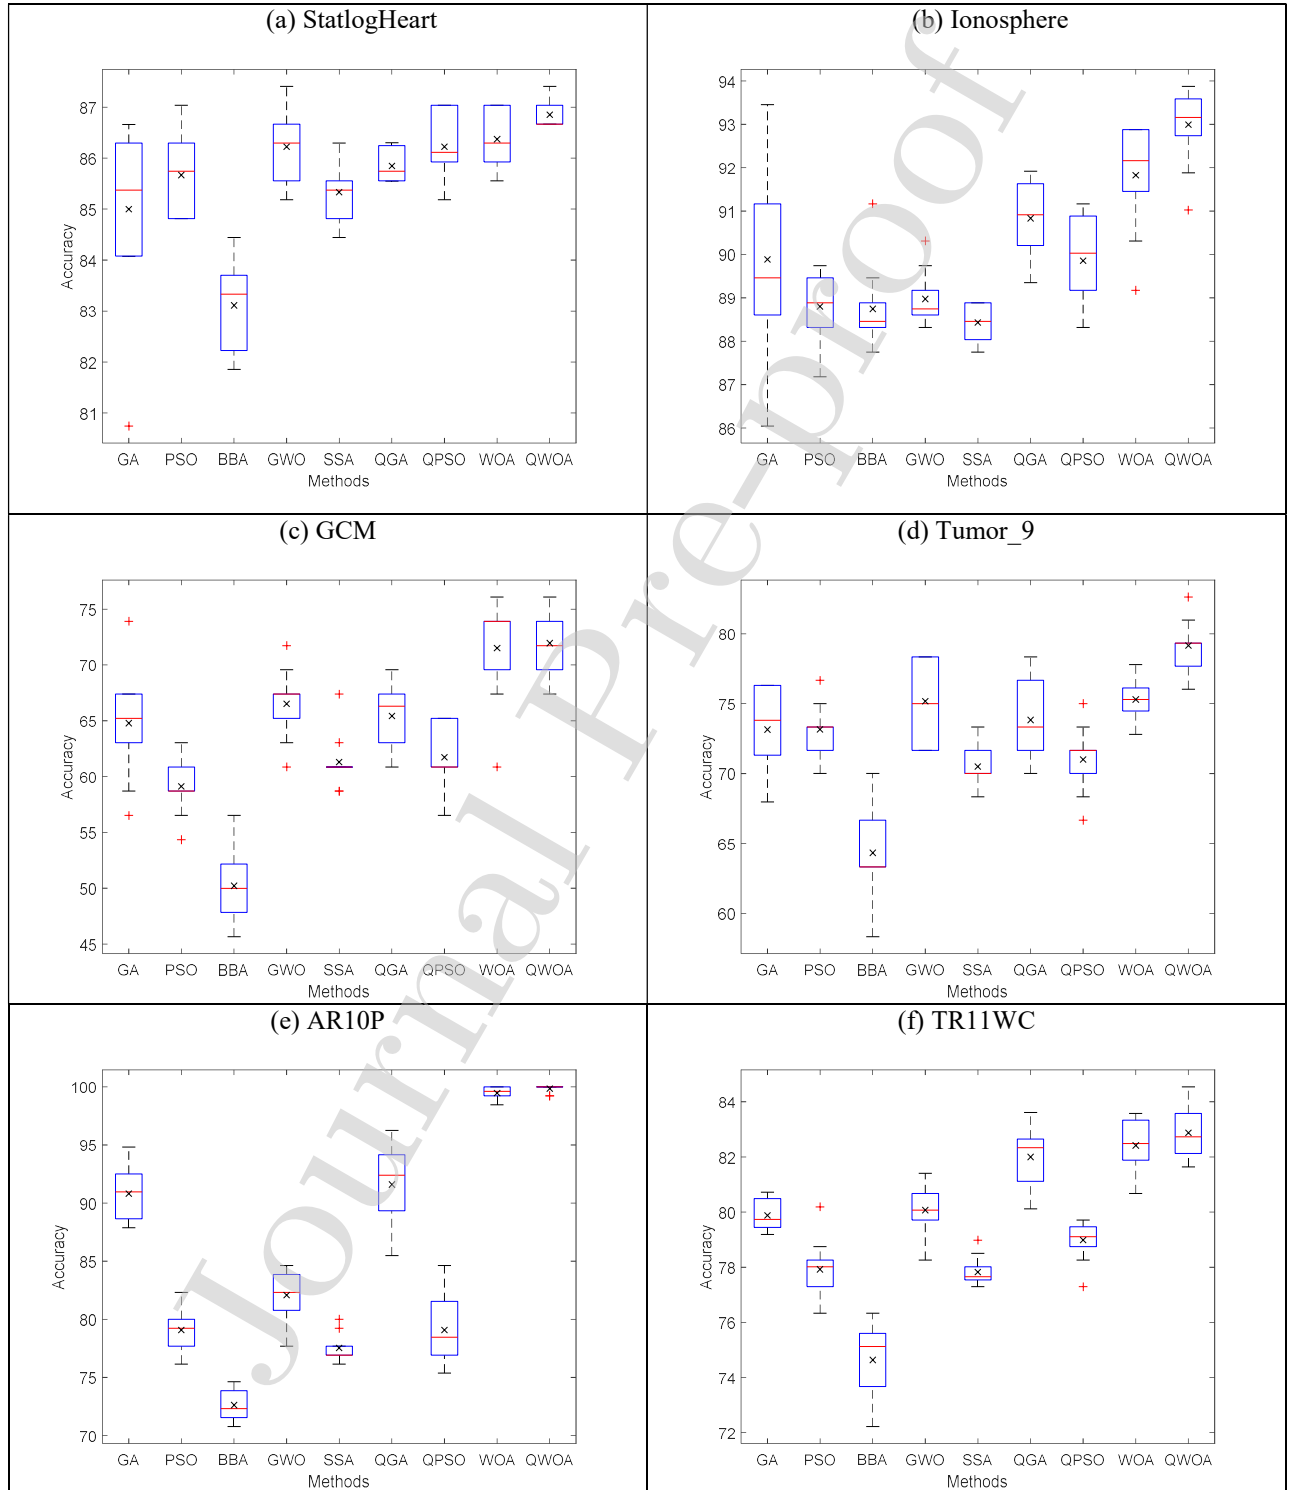 (a) StatlogHeart
87
86
85
84
83
82
81
Accuracy
GA PSO BBA GWO SSA QGA QPSO WOA QWOA
Methods
(b) Ionosphere
94
93
92
91
90
89
88
87
86
Accuracy
GA PSO BBA GWO SSA QGA QPSO WOA QWOA
Methods
(c) GCM
75
70
65
60
55
50
45
Accuracy
GA PSO BBA GWO SSA QGA QPSO WOA QWOA
Methods
(d) Tumor_9
80
75
70
65
60
Accuracy
GA PSO BBA GWO SSA QGA QPSO WOA QWOA
Methods
(e) AR10P
100
95
90
85
80
75
70
Accuracy
GA PSO BBA GWO SSA QGA QPSO WOA QWOA
Methods
(f) TR11WC
84
82
80
78
76
74
72
Accuracy
GA PSO BBA GWO SSA QGA QPSO WOA QWOA
Methods
Journal Pre-proof